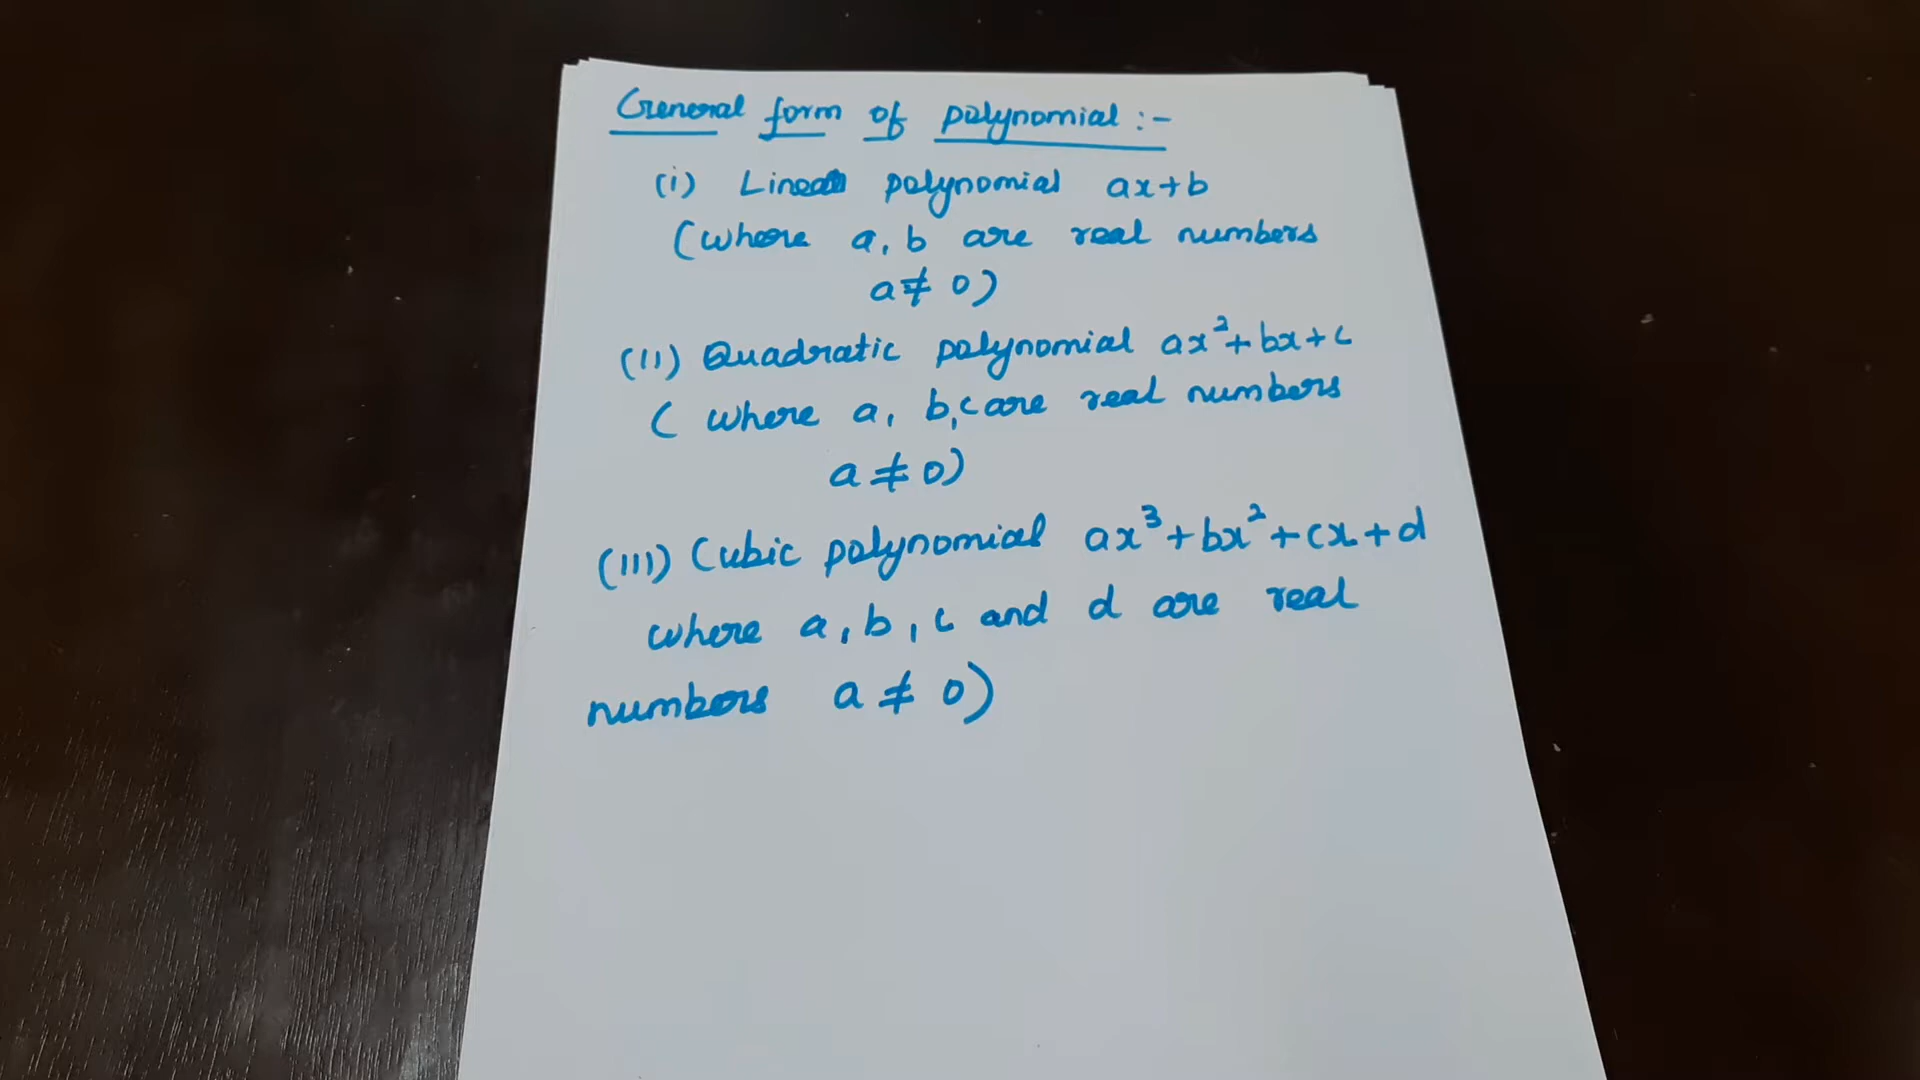 General form of polynomial :-
(i) Linear polynomial ax+b
(where a, b are real numbers
a ≠ 0)
(II) Quadratic polynomial ax²+bx+c
( where a, b, c are real numbers
a ≠ 0)
(III) Cubic polynomial ax³+bx²+cx+d
where a, b, c and d are real
numbers a ≠ 0)